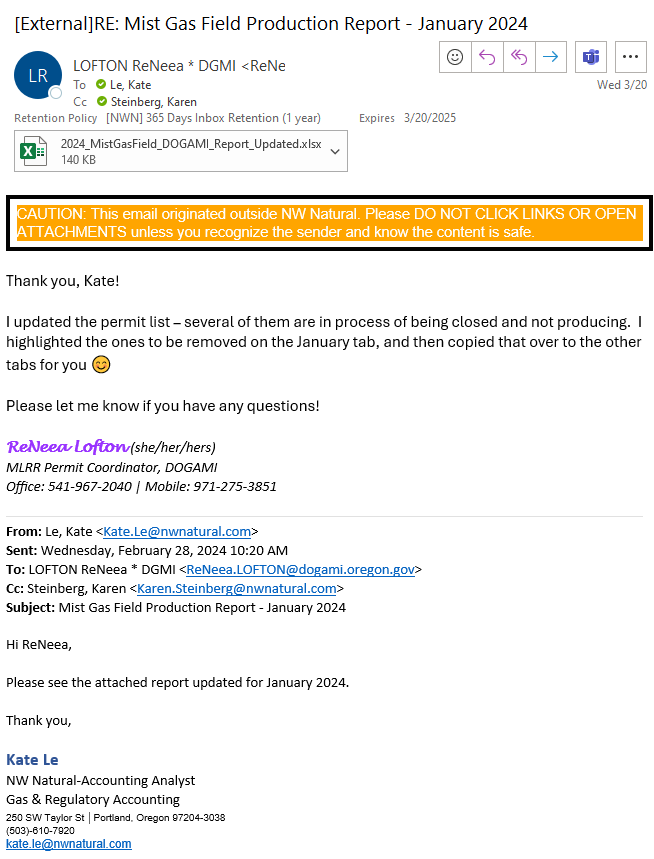 [External]RE: Mist Gas Field Production Report - January 2024
LR
LOFTON ReNeea * DGMI <ReNe
To Le, Kate
Cc Steinberg, Karen
Wed 3/20
Retention Policy [NWN] 365 Days Inbox Retention (1 year) Expires 3/20/2025
2024_MistGasField_DOGAMI_Report_Updated.xlsx
140 KB
CAUTION: This email originated outside NW Natural. Please DO NOT CLICK LINKS OR OPEN
ATTACHMENTS unless you recognize the sender and know the content is safe.
Thank you, Kate!
I updated the permit list – several of them are in process of being closed and not producing. I
highlighted the ones to be removed on the January tab, and then copied that over to the other
tabs for you 😊
Please let me know if you have any questions!
ReNeea Lofton (she/her/hers)
MLRR Permit Coordinator, DOGAMI
Office: 541-967-2040 | Mobile: 971-275-3851
From: Le, Kate <Kate.Le@nwnatural.com>
Sent: Wednesday, February 28, 2024 10:20 AM
To: LOFTON ReNeea * DGMI <ReNeea.LOFTON@dogami.oregon.gov>
Cc: Steinberg, Karen <Karen.Steinberg@nwnatural.com>
Subject: Mist Gas Field Production Report - January 2024
Hi ReNeea,
Please see the attached report updated for January 2024.
Thank you,
Kate Le
NW Natural-Accounting Analyst
Gas & Regulatory Accounting
250 SW Taylor St | Portland, Oregon 97204-3038
(503)-610-7920
kate.le@nwnatural.com